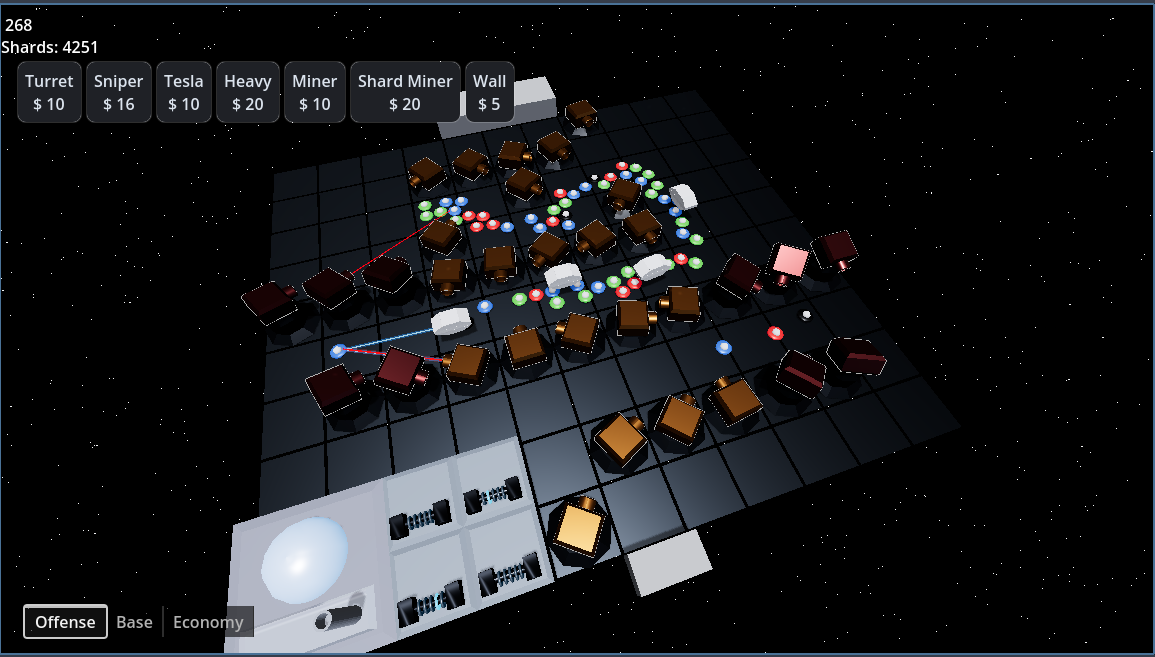 268
Shards: 4251
Turret Sniper Tesla Heavy Miner Shard Miner Wall
$ 10 $ 16 $ 10 $ 20 $ 10 $ 20 $ 5
Offense Base Economy